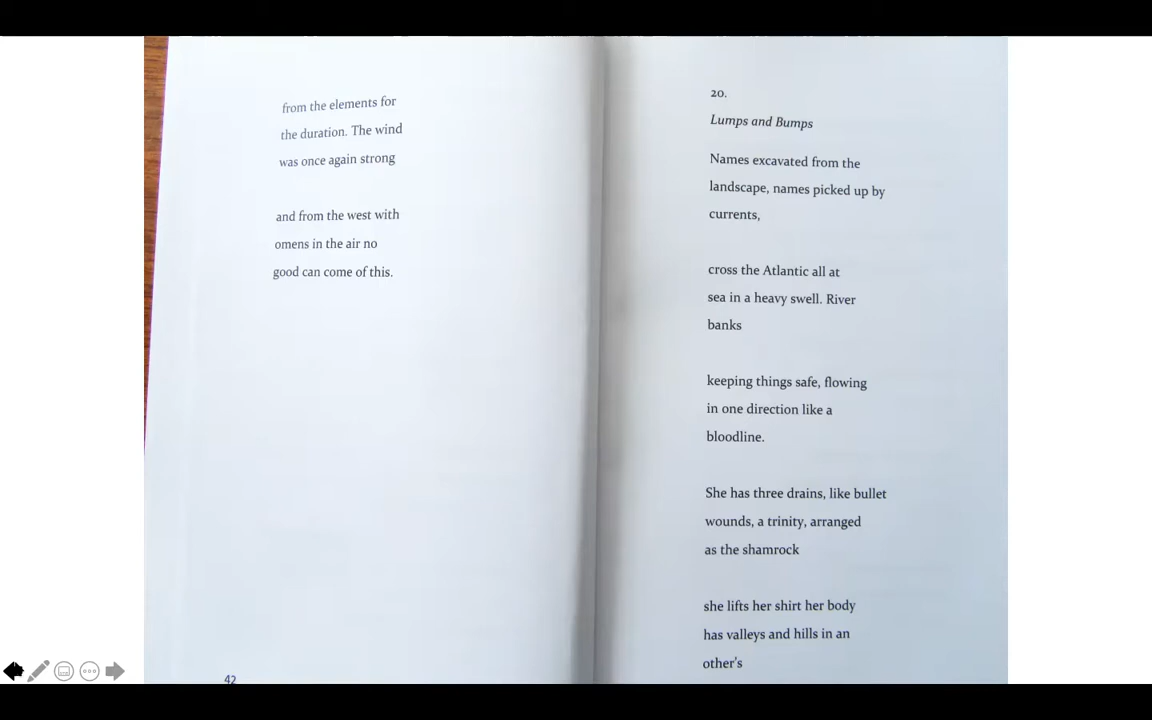 from the elements for
the duration. The wind
was once again strong
and from the west with
omens in the air no
good can come of this.
42
20.
Lumps and Bumps
Names excavated from the
landscape, names picked up by
currents,
cross the Atlantic all at
sea in a heavy swell. River
banks
keeping things safe, flowing
in one direction like a
bloodline.
She has three drains, like bullet
wounds, a trinity, arranged
as the shamrock
she lifts her shirt her body
has valleys and hills in an
other's